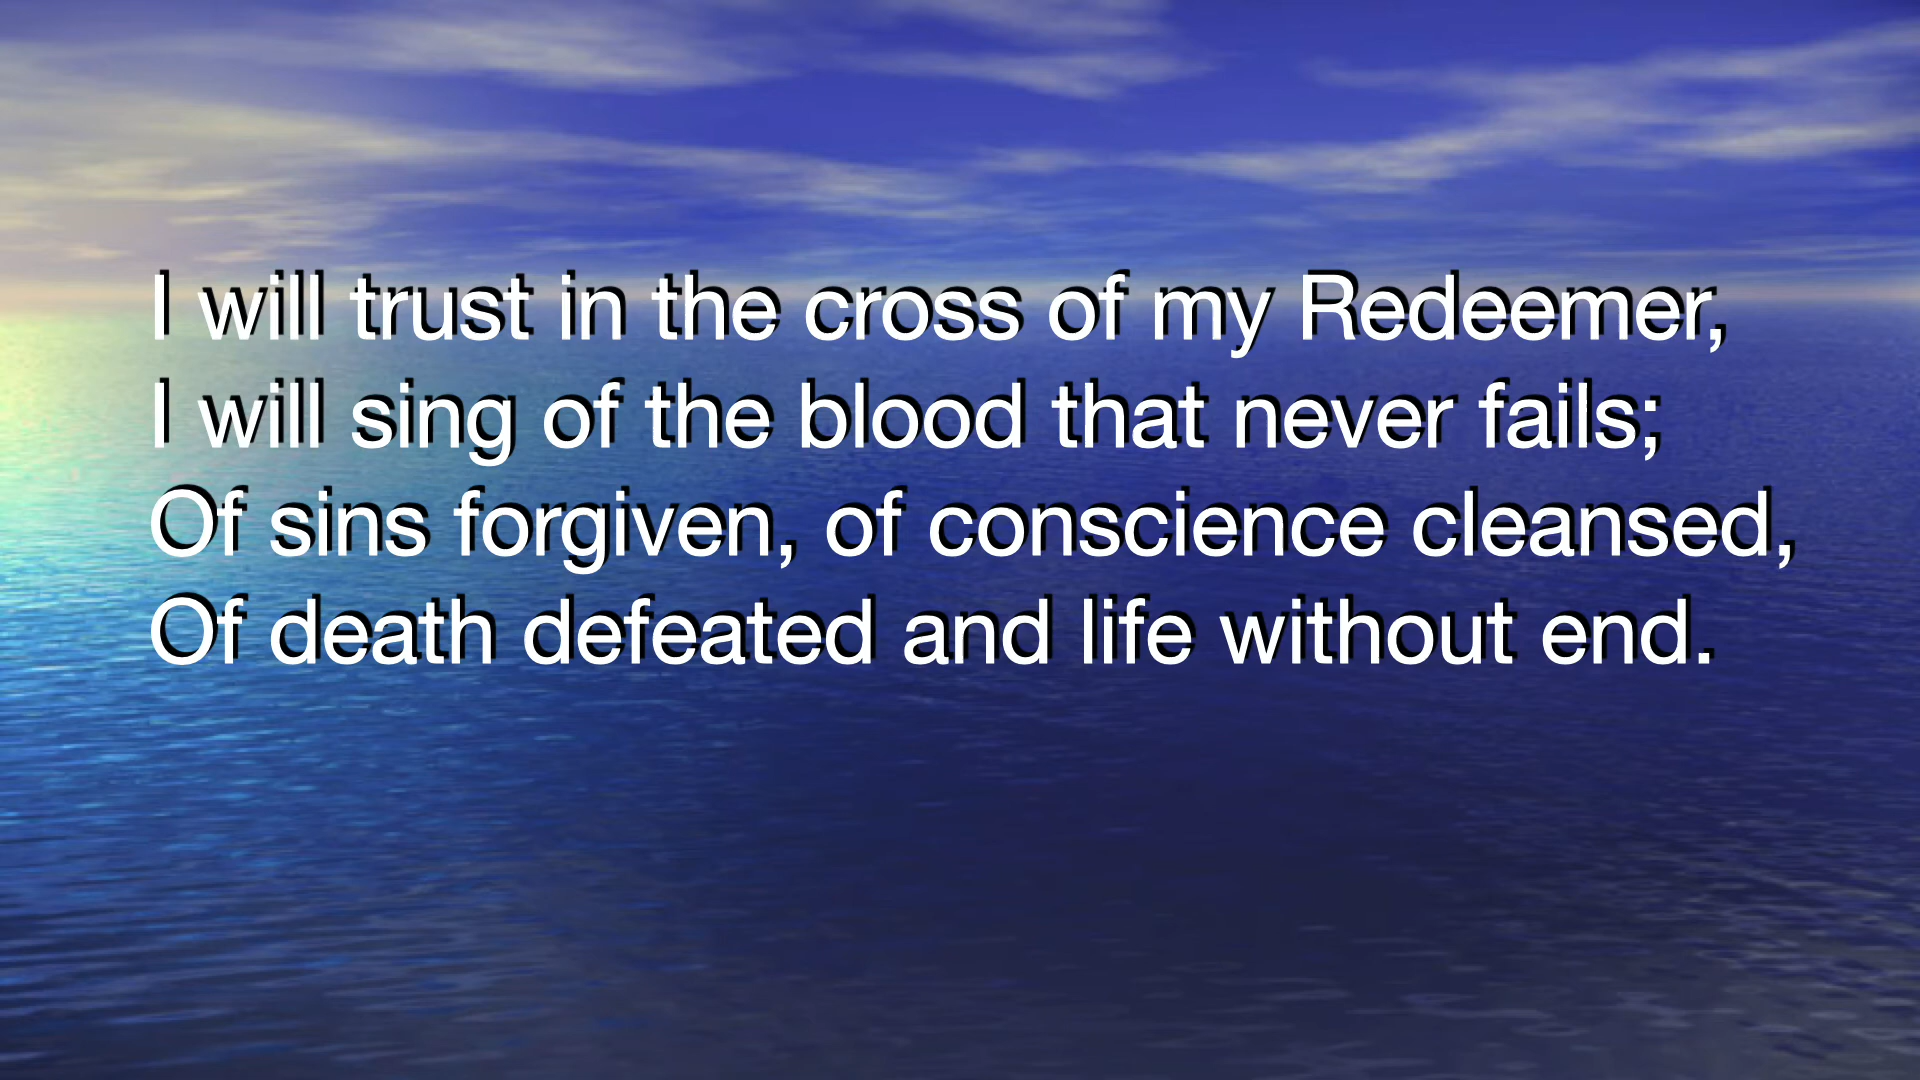 I will trust in the cross of my Redeemer,
I will sing of the blood that never fails;
Of sins forgiven, of conscience cleansed,
Of death defeated and life without end.